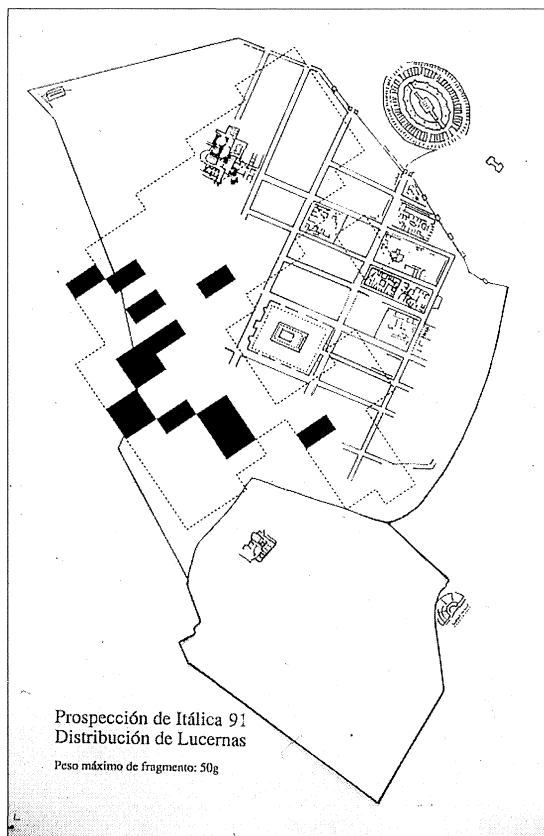 Prospección de Itálica 91
Distribución de Lucernas
Peso máximo de fragmento: 50g